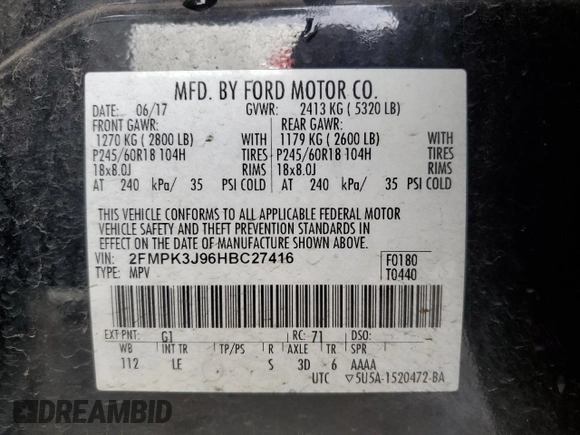 MFD. BY FORD MOTOR CO.
DATE: 06/17 GVWR: 2413 KG ( 5320 LB)
FRONT GAWR: REAR GAWR:
1270 KG ( 2800 LB) WITH 1179 KG ( 2600 LB) WITH
P245/60R18 104H TIRES P245/60R18 104H TIRES
18x8.0J RIMS 18x8.0J RIMS
AT 240 kPa/ 35 PSI COLD AT 240 kPa/ 35 PSI COLD
THIS VEHICLE CONFORMS TO ALL APPLICABLE FEDERAL MOTOR
VEHICLE SAFETY AND THEFT PREVENTION STANDARDS IN
EFFECT ON THE DATE OF MANUFACTURE SHOWN ABOVE.
VIN: 2FMPK3J96HBC27416 F0180
TYPE: MPV T0440
EXT PNT: G1 RC: 71 DSO:
WB INT TR TP/PS R AXLE TR SPR
112 LE S 3D 6 AAAA
UTC ▽5U5A-1520472-BA
DREAMBID